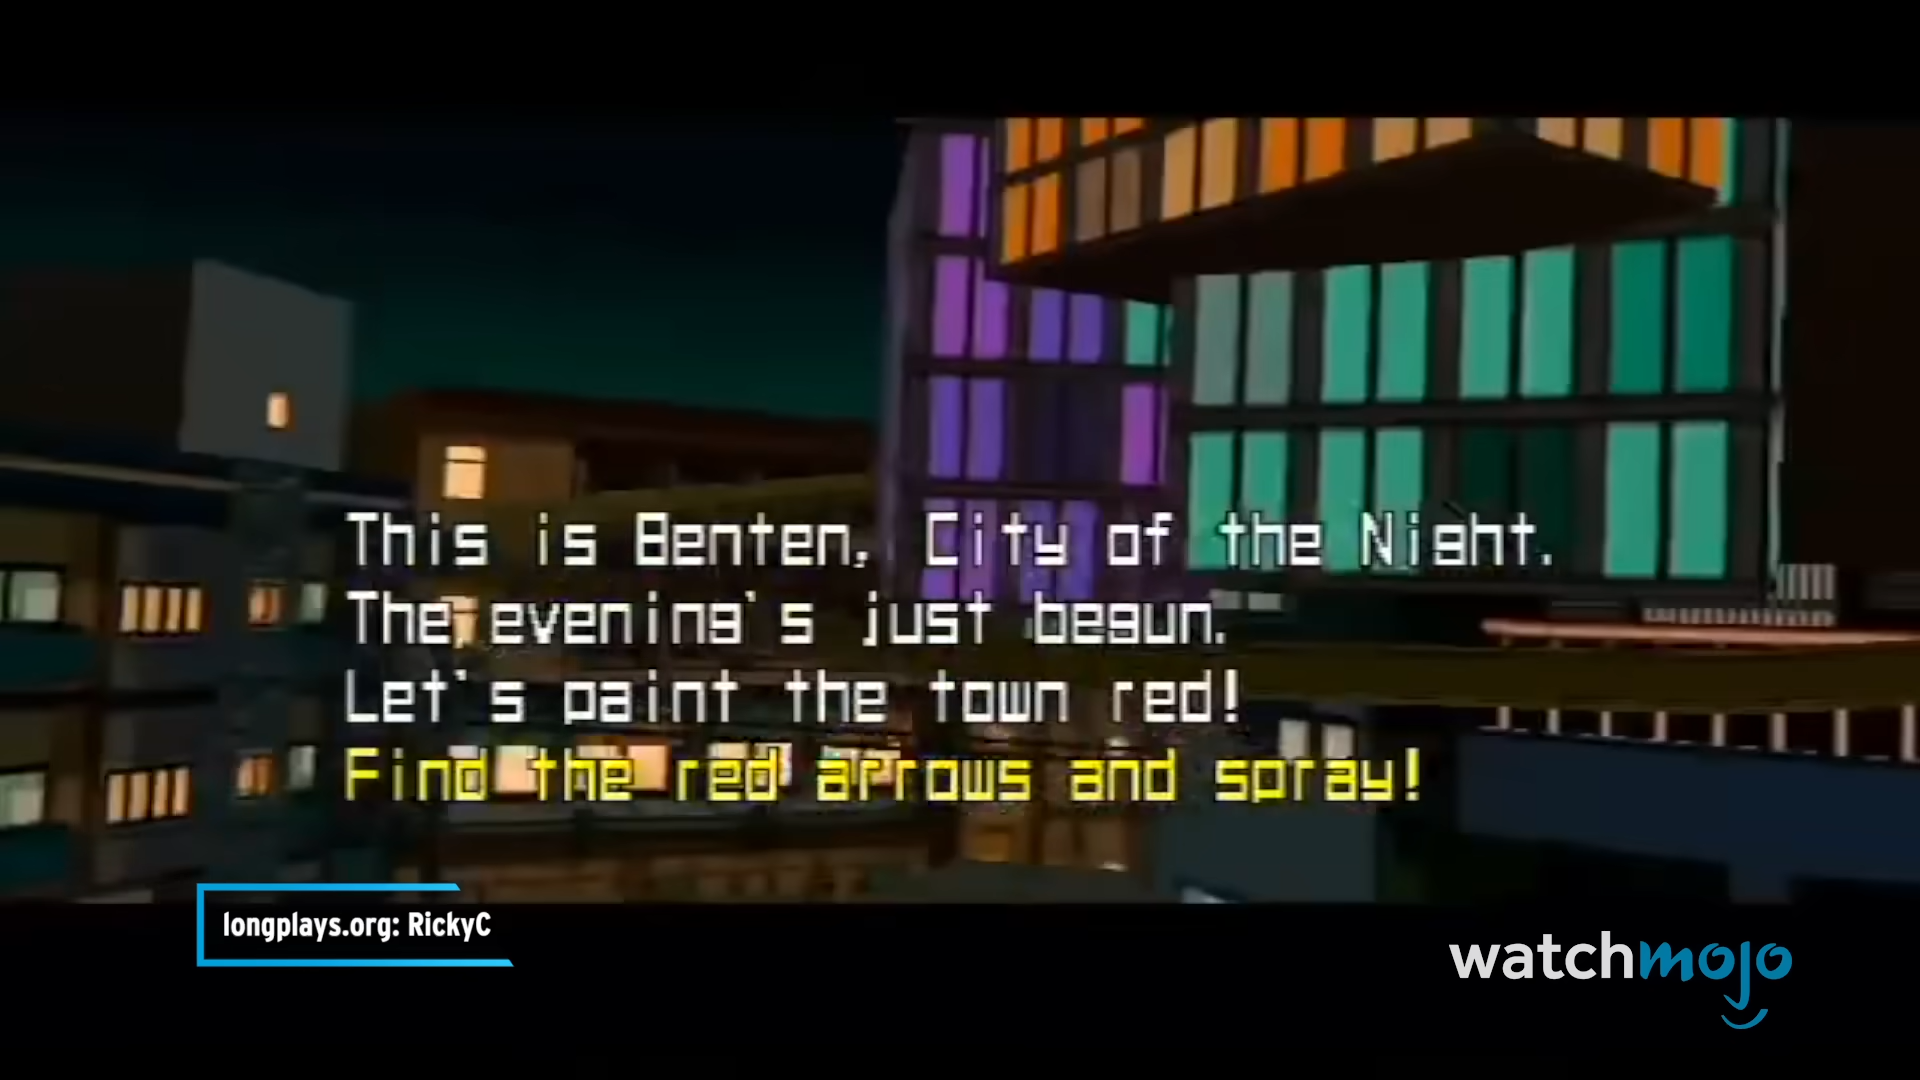 This is Benten, City of the Night.
The evening's just begun.
Let's paint the town red!
Find the red arrows and spray!
longplays.org: RickyC
watchmojo